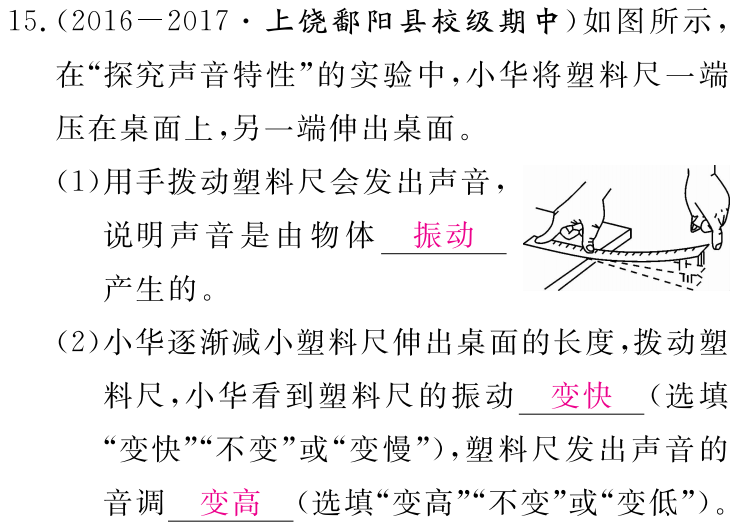 15.(2016－2017·上饶鄱阳县校级期中)如图所示，
在“探究声音特性”的实验中，小华将塑料尺一端
压在桌面上，另一端伸出桌面。
(1)用手拨动塑料尺会发出声音，
说明声音是由物体 振动
产生的。
(2)小华逐渐减小塑料尺伸出桌面的长度，拨动塑
料尺，小华看到塑料尺的振动 变快 (选填
“变快”“不变”或“变慢”)，塑料尺发出声音的
音调 变高 (选填“变高”“不变”或“变低”)。